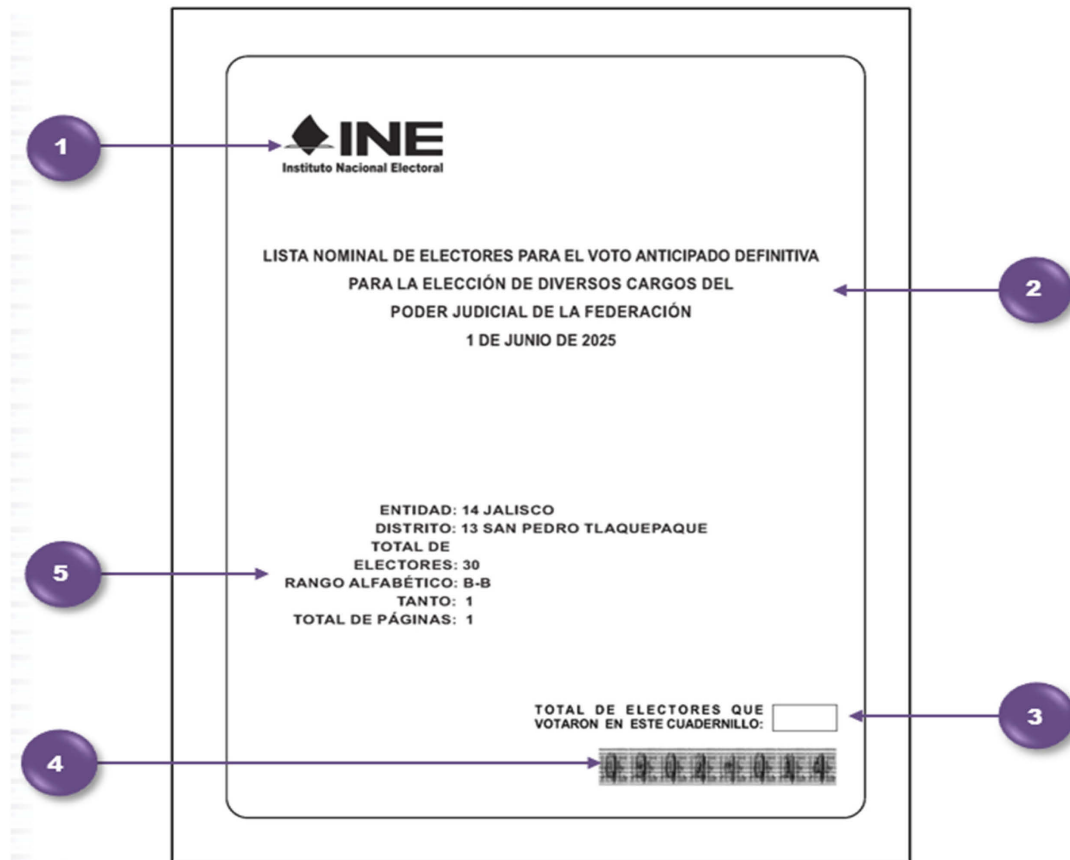 1
INE
Instituto Nacional Electoral
LISTA NOMINAL DE ELECTORES PARA EL VOTO ANTICIPADO DEFINITIVA
PARA LA ELECCIÓN DE DIVERSOS CARGOS DEL
PODER JUDICIAL DE LA FEDERACIÓN
1 DE JUNIO DE 2025
2
ENTIDAD: 14 JALISCO
DISTRITO: 13 SAN PEDRO TLAQUEPAQUE
TOTAL DE
ELECTORES: 30
RANGO ALFABÉTICO: B-B
TANTO: 1
TOTAL DE PÁGINAS: 1
5
TOTAL DE ELECTORES QUE
VOTARON EN ESTE CUADERNILLO:
3
4